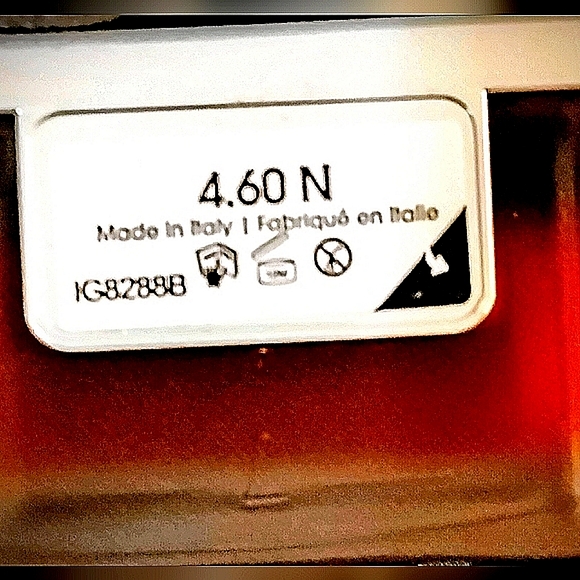 4.60 N
Made in Italy | Fabriqué en Italie
IG8288B